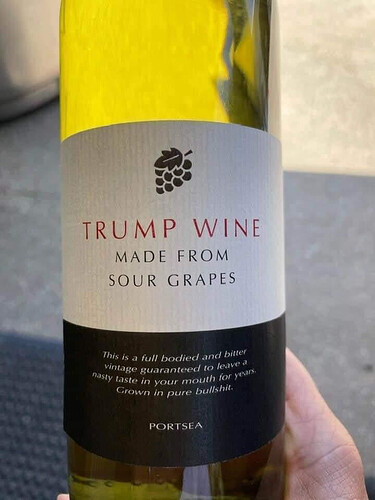 TRUMP WINE
MADE FROM
SOUR GRAPES
This is a full bodied and bitter
vintage guaranteed to leave a
nasty taste in your mouth for years.
Grown in pure bullshit.
PORTSEA